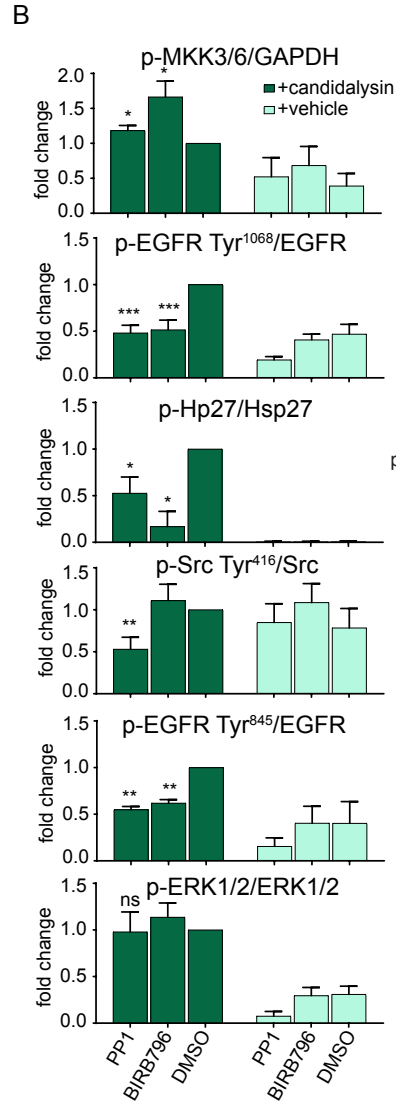 B
p-MKK3/6/GAPDH
fold change
2.0
1.5
1.0
0.5
0.0
*
*
+candidalysin
+vehicle
p-EGFR Tyr1068/EGFR
fold change
1.5
1.0
0.5
0.0
***
***
p-Hp27/Hsp27
fold change
1.5
1.0
0.5
0.0
*
*
p
p-Src Tyr416/Src
fold change
1.5
1.0
0.5
0.0
**
p-EGFR Tyr845/EGFR
fold change
1.5
1.0
0.5
0.0
**
**
p-ERK1/2/ERK1/2
fold change
1.5
1.0
0.5
0.0
ns
PP1
BIRB796
DMSO
PP1
BIRB796
DMSO